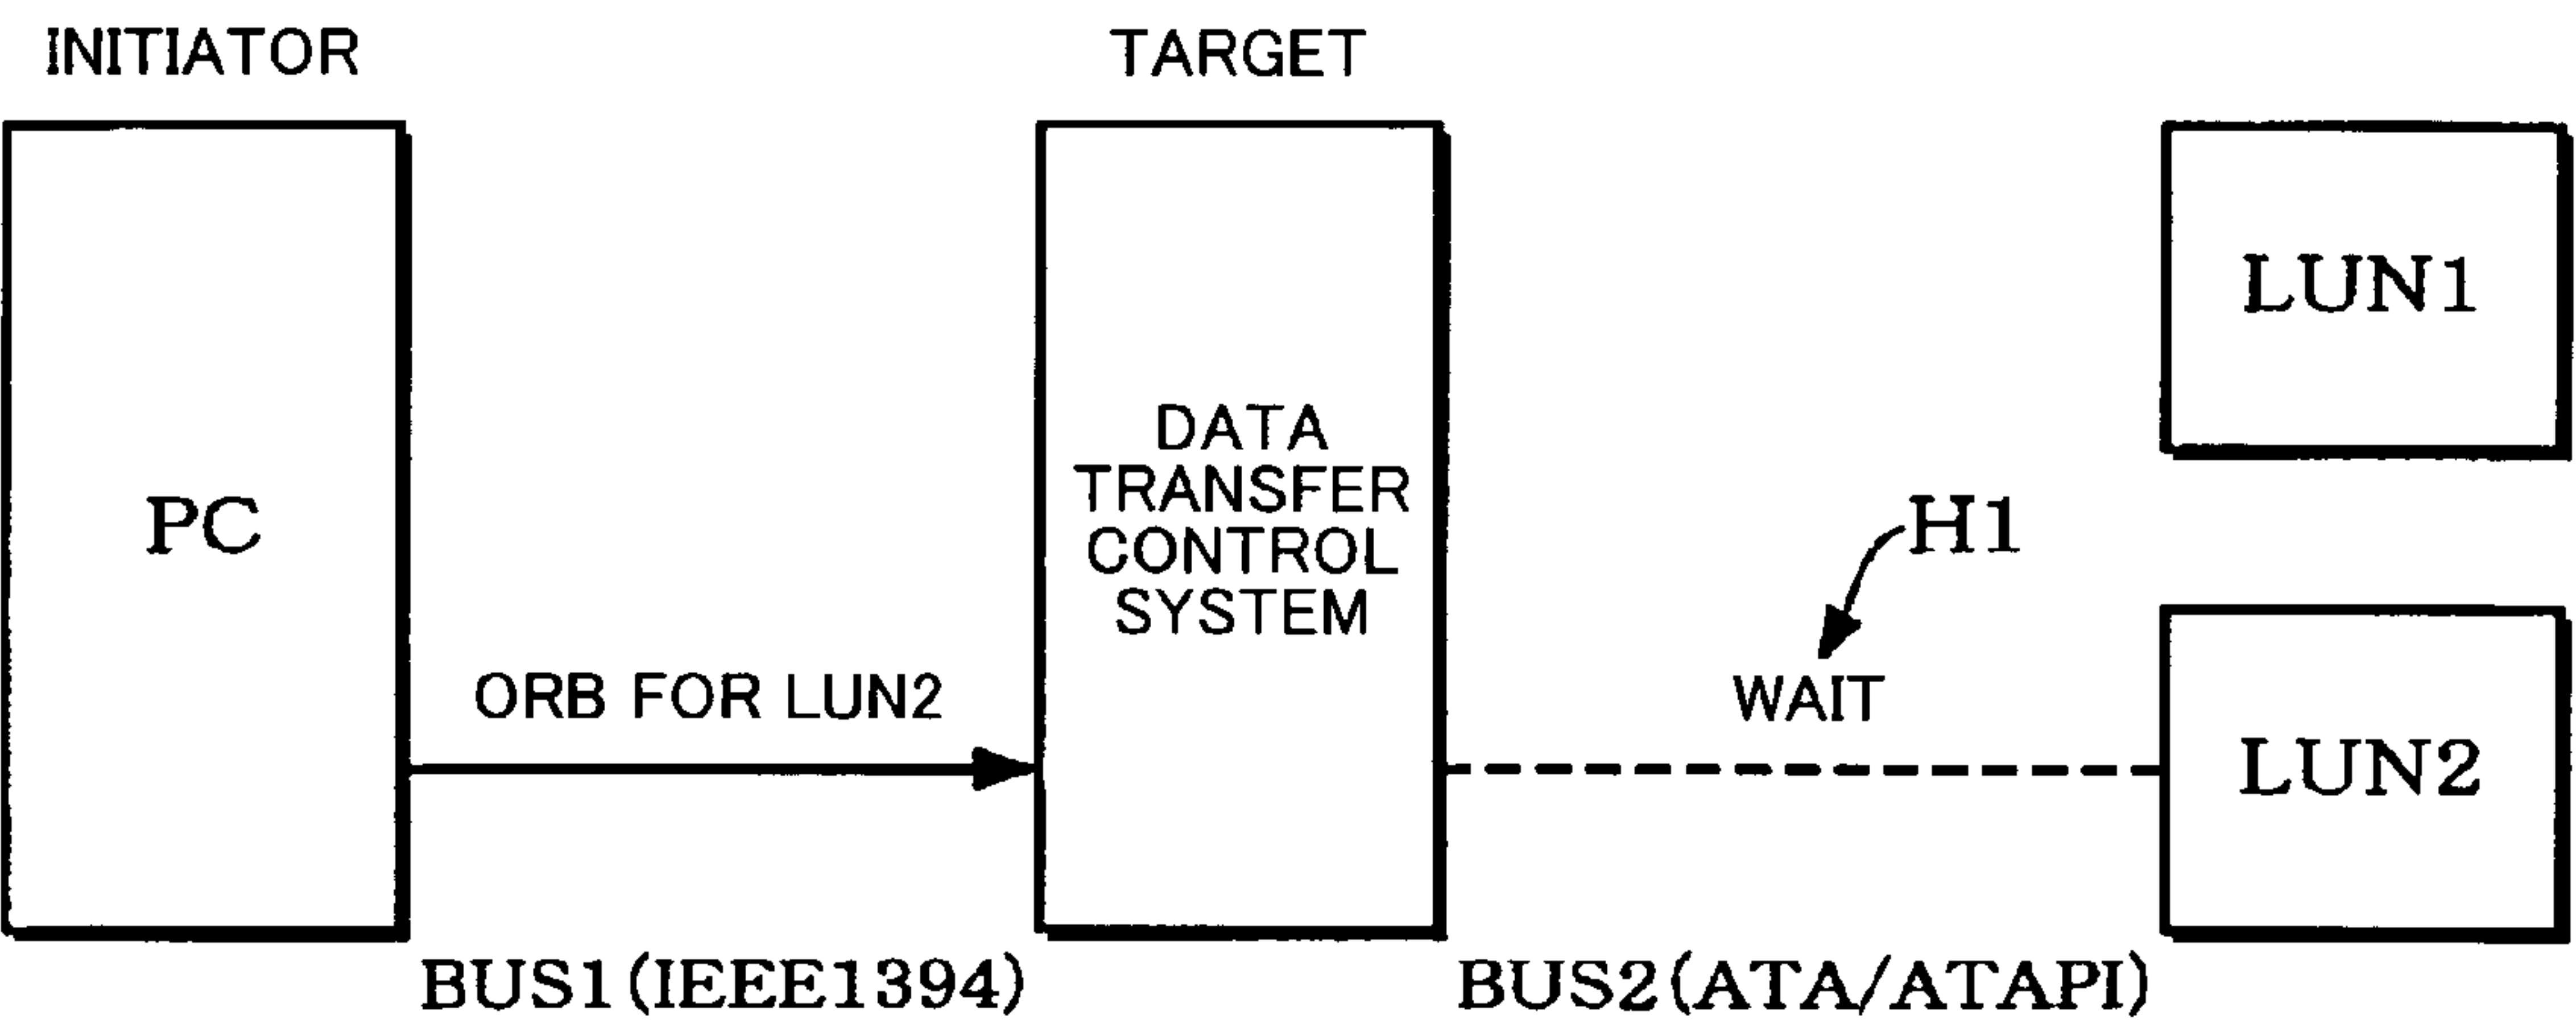 INITIATOR
TARGET
PC
DATA
TRANSFER
CONTROL
SYSTEM
LUN1
H1
ORB FOR LUN2
WAIT
LUN2
BUS1(IEEE1394)
BUS2(ATA/ATAPI)